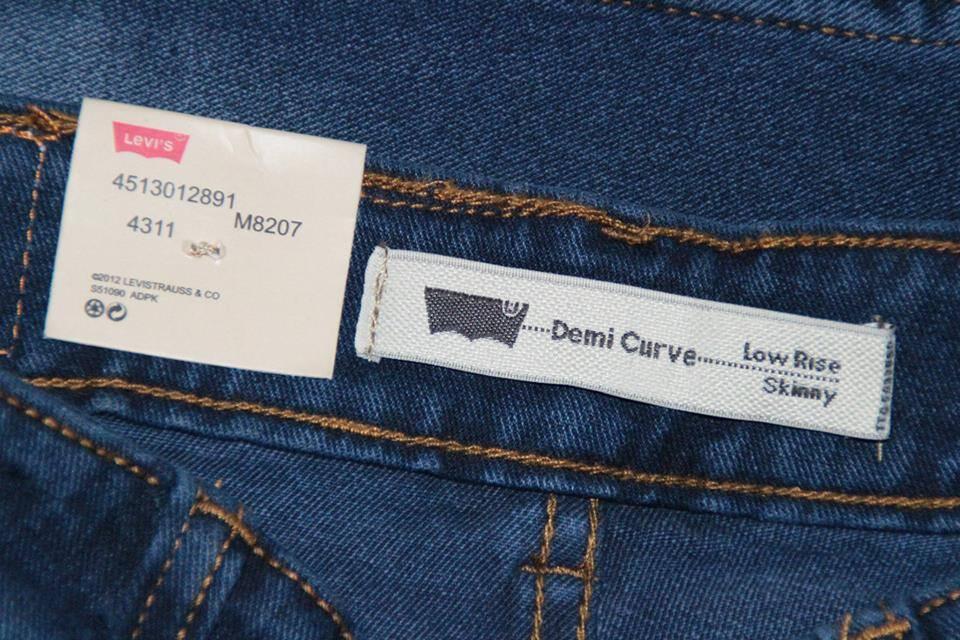 LeVI'S
4513012891
4311 M8207
©2012 LEVISTRAUSS & CO
S51090 ADPK
Demi Curve
Low Rise
Skinny